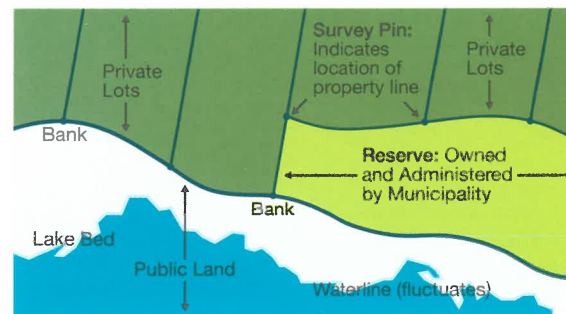 Survey Pin:
Indicates
location of
property line
Private
Lots
Private
Lots
Bank
Reserve: Owned
and Administered
by Municipality
Bank
Lake Bed
Public Land
Waterline (fluctuates)